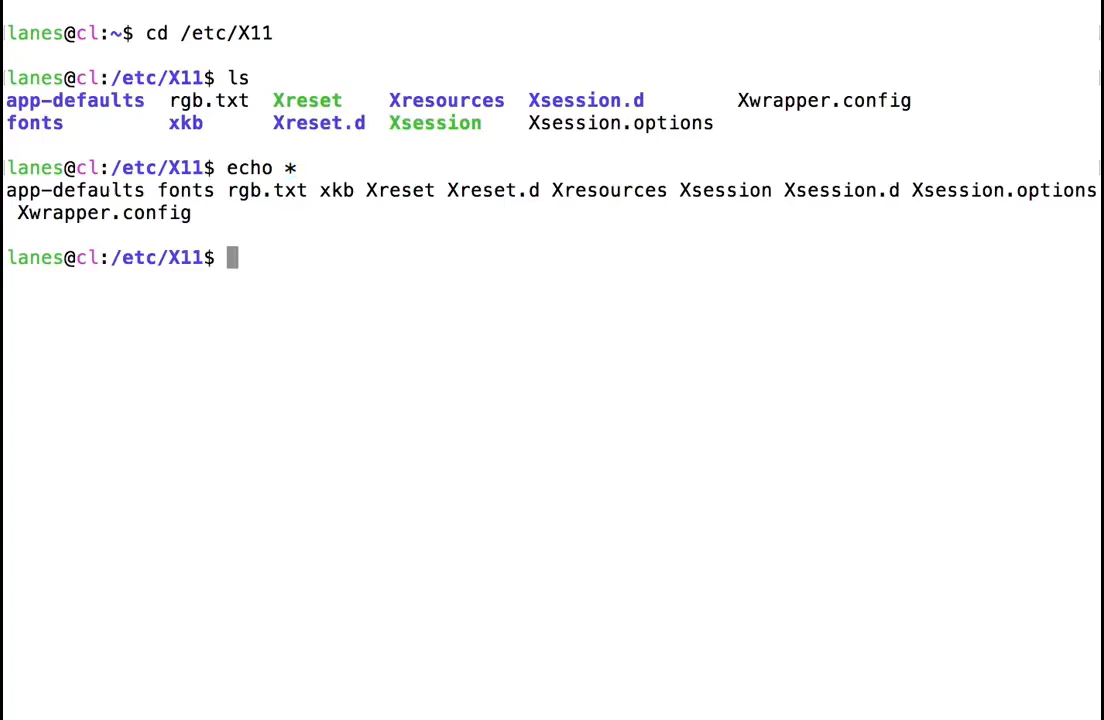 lanes@cl:~$ cd /etc/X11
lanes@cl:/etc/X11$ ls
app-defaults  rgb.txt  Xreset    Xresources  Xsession.d        Xwrapper.config
fonts         xkb      Xreset.d  Xsession    Xsession.options
lanes@cl:/etc/X11$ echo *
app-defaults fonts rgb.txt xkb Xreset Xreset.d Xresources Xsession Xsession.d Xsession.options
 Xwrapper.config
lanes@cl:/etc/X11$